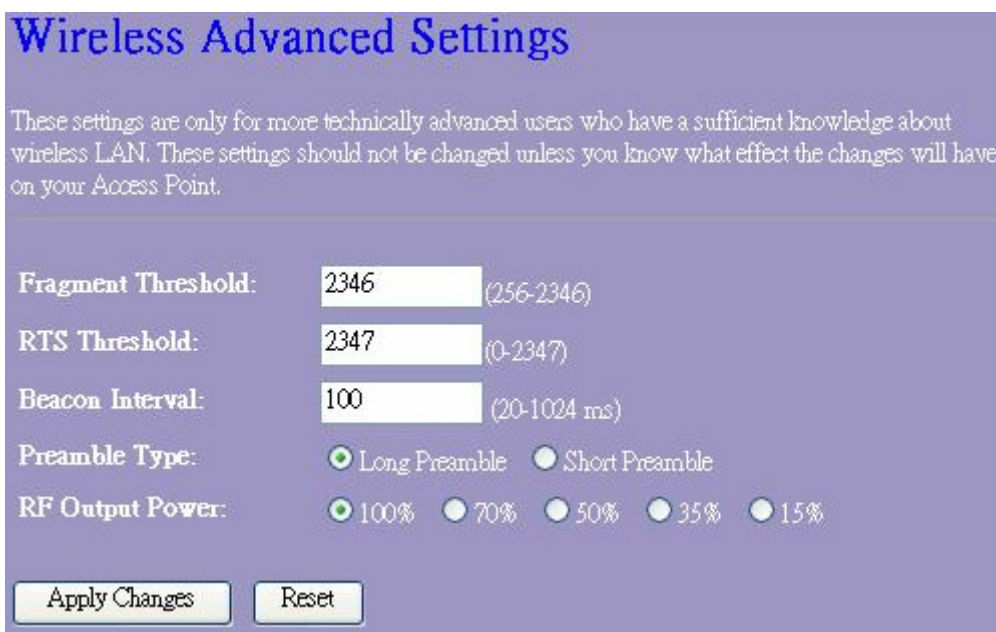 Wireless Advanced Settings
These settings are only for more technically advanced users who have a sufficient knowledge about
wireless LAN. These settings should not be changed unless you know what effect the changes will have
on your Access Point.
Fragment Threshold: 2346 (256-2346)
RTS Threshold: 2347 (0-2347)
Beacon Interval: 100 (20-1024 ms)
Preamble Type: Long Preamble Short Preamble
RF Output Power: 100% 70% 50% 35% 15%
Apply Changes Reset